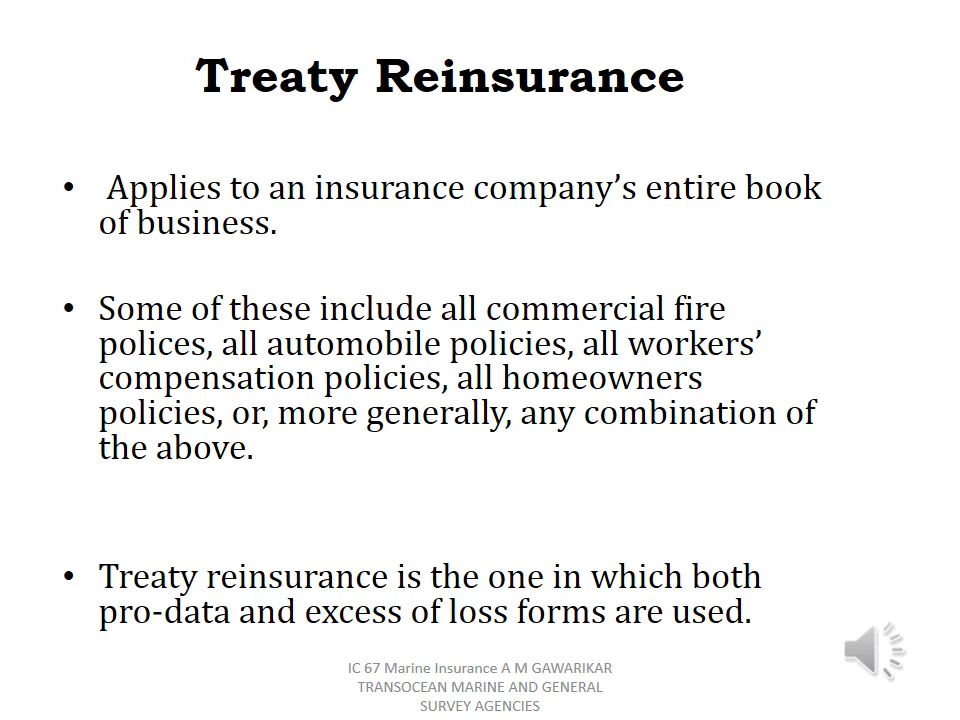 Treaty Reinsurance
• Applies to an insurance company’s entire book
of business.
• Some of these include all commercial fire
polices, all automobile policies, all workers’
compensation policies, all homeowners
policies, or, more generally, any combination of
the above.
• Treaty reinsurance is the one in which both
pro-data and excess of loss forms are used.
IC 67 Marine Insurance A M GAWARIKAR
TRANSOCEAN MARINE AND GENERAL
SURVEY AGENCIES